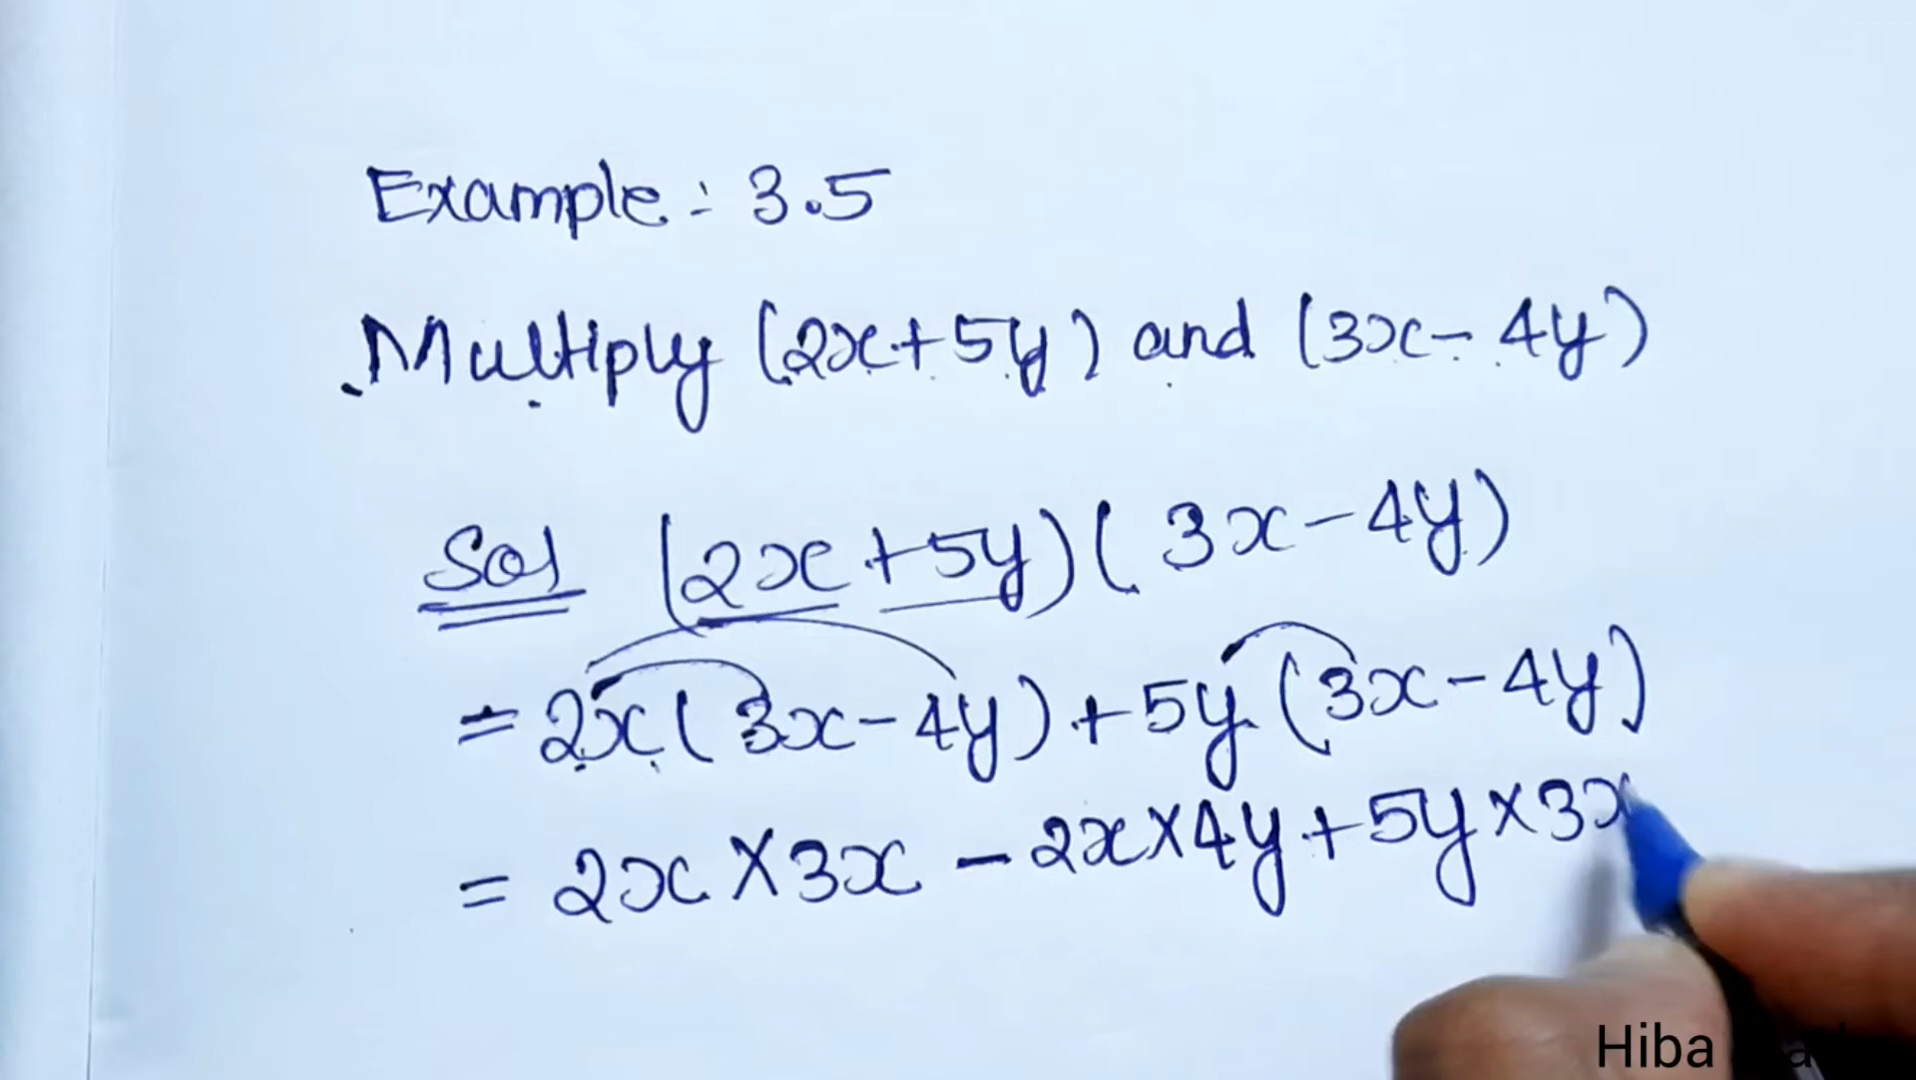 Example : 3.5
Multiply (2x+5y) and (3x-4y)
Sol (2x+5y)(3x-4y)
= 2x(3x-4y)+5y(3x-4y)
= 2x×3x - 2x×4y+5y×3x
Hiba